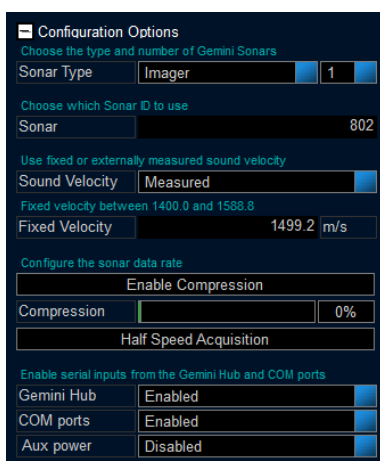 Configuration Options
Choose the type and number of Gemini Sonars
Sonar Type Imager 1
Choose which Sonar ID to use
Sonar 802
Use fixed or externally measured sound velocity
Sound Velocity Measured
Fixed velocity between 1400.0 and 1588.8
Fixed Velocity 1499.2 m/s
Configure the sonar data rate
Enable Compression
Compression 0%
Half Speed Acquisition
Enable serial inputs from the Gemini Hub and COM ports
Gemini Hub Enabled
COM ports Enabled
Aux power Disabled